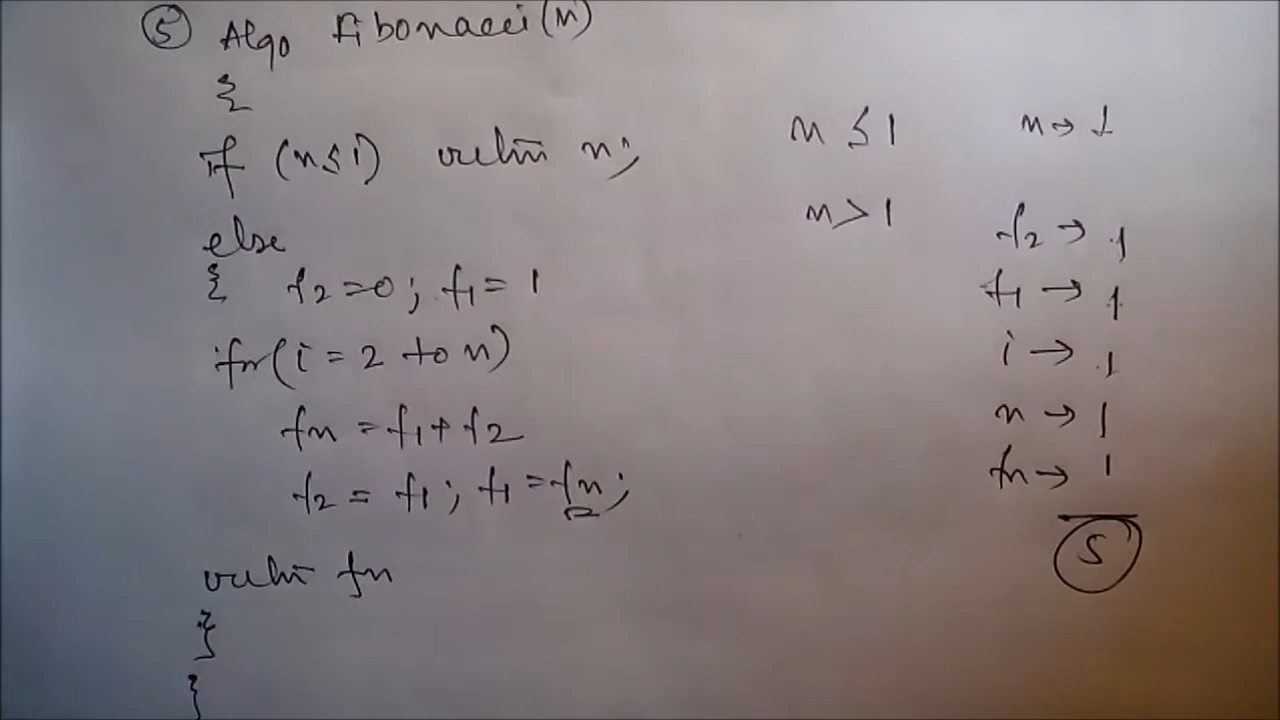 ⑤ Algo Fibonacci(n)
{
if (n≤1) return n;
else
{ f2=0; f1=1
for(i=2 to n)
fn=f1+f2
f2=f1; f1=fn;
return fn
}
}
n≤1 n→1
n>1
f2→1
f1→1
i→1
n→1
fn→1
5